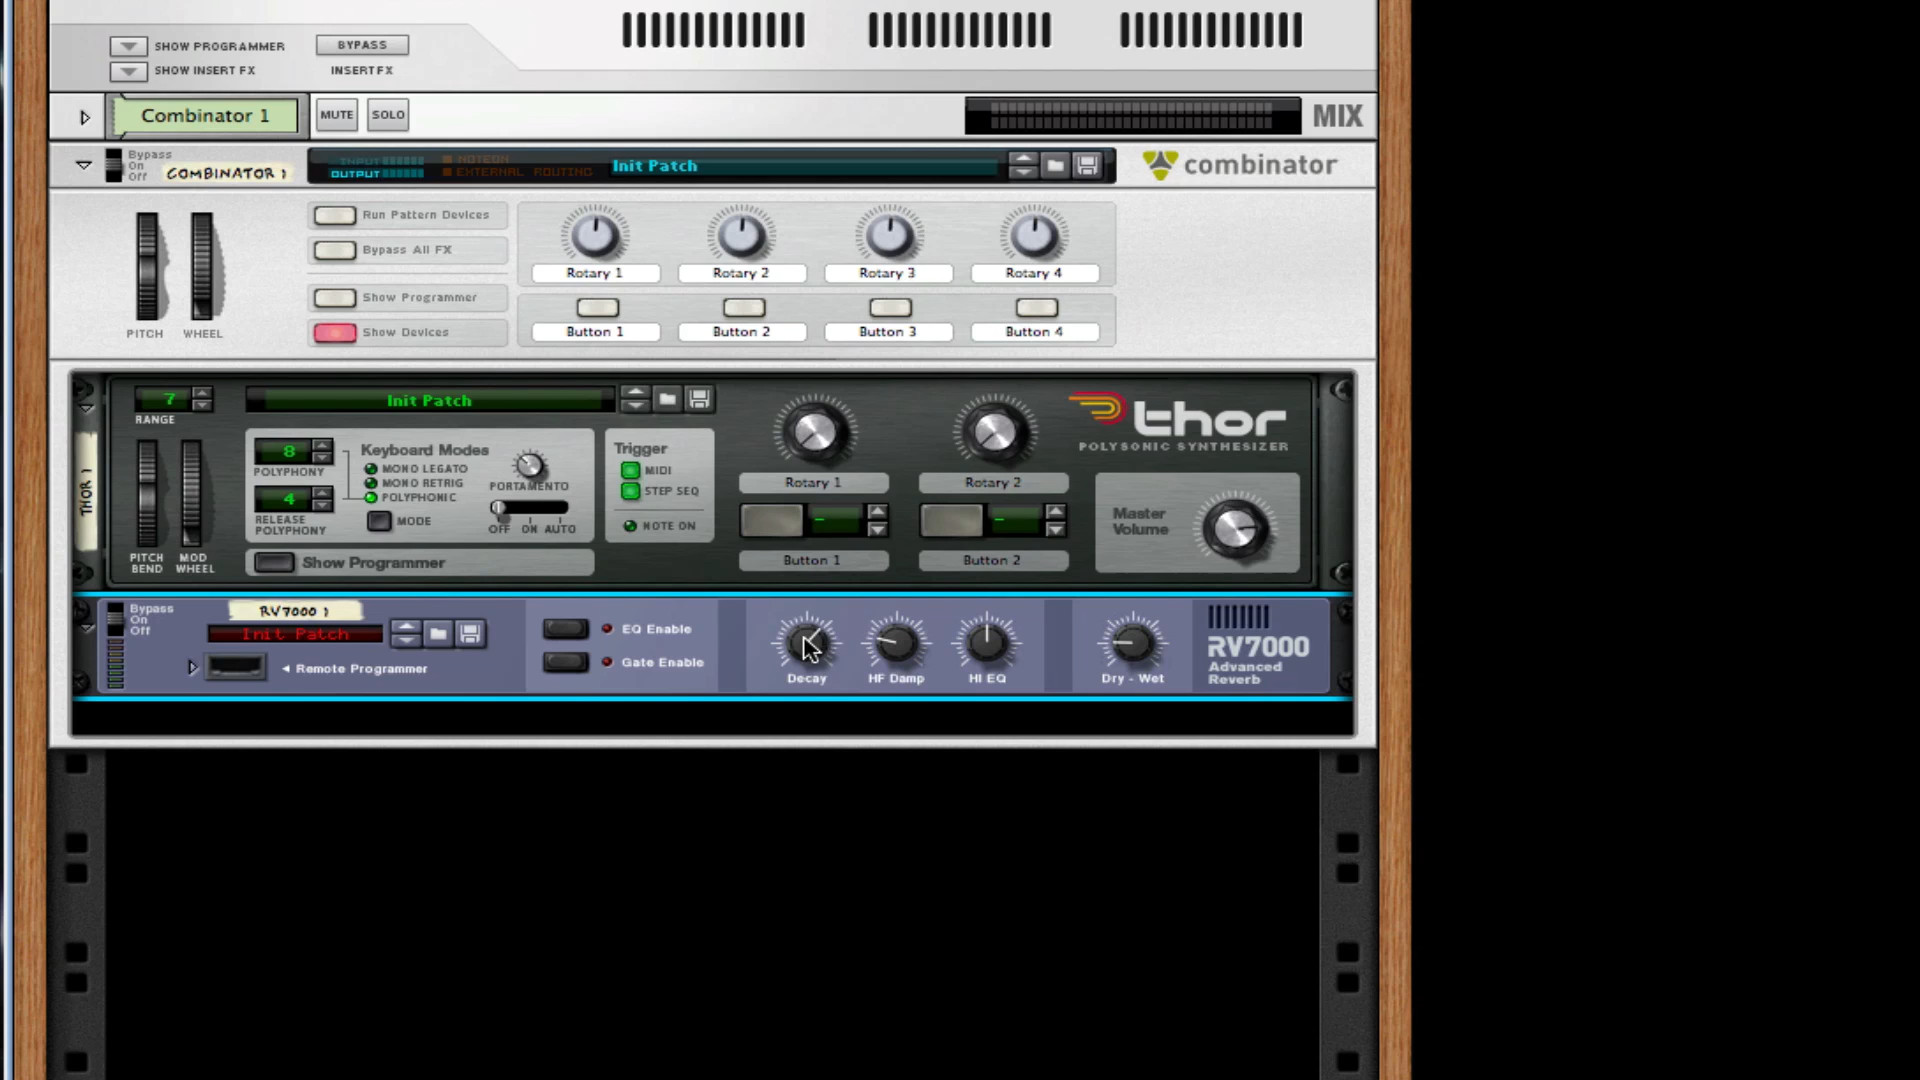 SHOW PROGRAMMER
BYPASS
SHOW INSERT FX
INSERT FX
Combinator 1
MUTE
SOLO
MIX
Bypass
On
Off
COMBINATOR 1
INPUT
OUTPUT
NOTEON
EXTERNAL ROUTING
Init Patch
combinator
Run Pattern Devices
Bypass All FX
Show Programmer
Show Devices
PITCH
WHEEL
Rotary 1
Rotary 2
Rotary 3
Rotary 4
Button 1
Button 2
Button 3
Button 4
7
RANGE
Init Patch
thor
POLYSONIC SYNTHESIZER
THOR 1
8
POLYPHONY
4
RELEASE
POLYPHONY
Keyboard Modes
MONO LEGATO
MONO RETRIG
POLYPHONIC
MODE
PORTAMENTO
OFF ON AUTO
Trigger
MIDI
STEP SEQ
NOTE ON
Rotary 1
Rotary 2
Button 1
Button 2
Master
Volume
PITCH
BEND
MOD
WHEEL
Show Programmer
Bypass
On
Off
RV7000 1
Init Patch
Remote Programmer
EQ Enable
Gate Enable
Decay
HF Damp
HI EQ
Dry - Wet
RV7000
Advanced
Reverb